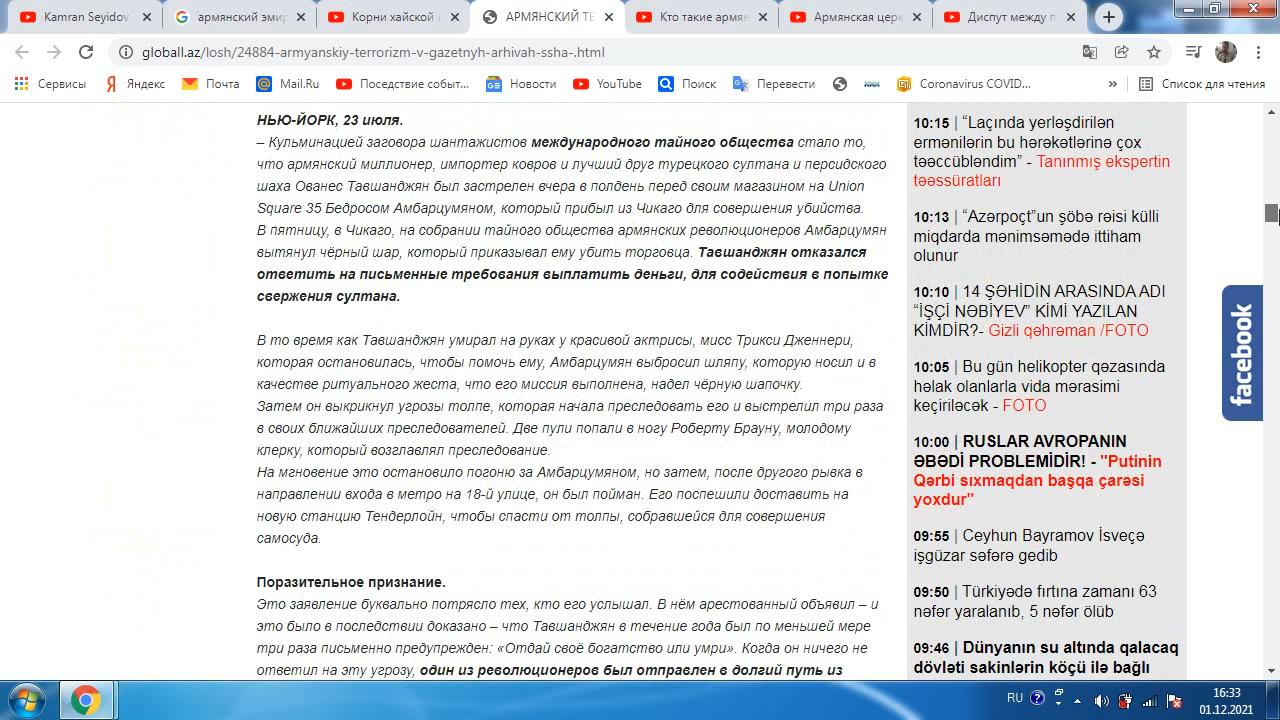 Kamran Seyidov
армянский эмир
Корни хайской
АРМЯНСКИЙ ТЕ
Кто такие армян
Армянская церк
Диспут между п
globall.az/losh/24884-armyanskiy-terrorizm-v-gazetnyh-arhivah-ssha-.html
Сервисы
Яндекс
Почта
Mail.Ru
Поседствие событ...
Новости
YouTube
Поиск
Перевести
Coronavirus COVID...
»
Список для чтения
НЬЮ-ЙОРК, 23 июля.
– Кульминацией заговора шантажистов международного тайного общества стало то,
что армянский миллионер, импортер ковров и лучший друг турецкого султана и персидского
шаха Ованес Тавшанджян был застрелен вчера в полдень перед своим магазином на Union
Square 35 Бедросом Амбарцумяном, который прибыл из Чикаго для совершения убийства.
В пятницу, в Чикаго, на собрании тайного общества армянских революционеров Амбарцумян
вытянул чёрный шар, который приказывал ему убить торговца. Тавшанджян отказался
ответить на письменные требования выплатить деньги, для содействия в попытке
свержения султана.
В то время как Тавшанджян умирал на руках у красивой актрисы, мисс Трикси Дженнери,
которая остановилась, чтобы помочь ему, Амбарцумян выбросил шляпу, которую носил и в
качестве ритуального жеста, что его миссия выполнена, надел чёрную шапочку.
Затем он выкрикнул угрозы толпе, которая начала преследовать его и выстрелил три раза
в своих ближайших преследователей. Две пули попали в ногу Роберту Брауну, молодому
клерку, который возглавлял преследование.
На мгновение это остановило погоню за Амбарцумяном, но затем, после другого рывка в
направлении входа в метро на 18-й улице, он был пойман. Его поспешили доставить на
новую станцию Тендерлойн, чтобы спасти от толпы, собравшейся для совершения
самосуда.
Поразительное признание.
Это заявление буквально потрясло тех, кто его услышал. В нём арестованный объявил – и
это было в последствии доказано – что Тавшанджян в течение года был по меньшей мере
три раза письменно предупрежден: «Отдай своё богатство или умри». Когда он ничего не
ответил на эту угрозу, один из революционеров был отправлен в долгий путь из
10:15 | “Laçında yerləşdirilən
ermənilərin bu hərəkətlərinə çox
təəccübləndim” - Tanınmış ekspertin
təəssüratları
10:13 | “Azərpoçt”un şöbə rəisi külli
miqdarda mənimsəmədə ittiham
olunur
10:10 | 14 ŞƏHİDİN ARASINDA ADI
“İŞÇİ NƏBİYEV” KİMİ YAZILAN
KİMDİR?- Gizli qəhrəman /FOTO
10:05 | Bu gün helikopter qəzasında
həlak olanlarla vida mərasimi
keçiriləcək - FOTO
10:00 | RUSLAR AVROPANIN
ƏBƏDİ PROBLEMİDİR! - "Putinin
Qərbi sıxmaqdan başqa çarəsi
yoxdur"
09:55 | Ceyhun Bayramov İsveçə
işgüzar səfərə gedib
09:50 | Türkiyədə fırtına zamanı 63
nəfər yaralanıb, 5 nəfər ölüb
09:46 | Dünyanın su altında qalacaq
dövləti sakinlərin köçü ilə bağlı
facebook
RU
16:33
01.12.2021